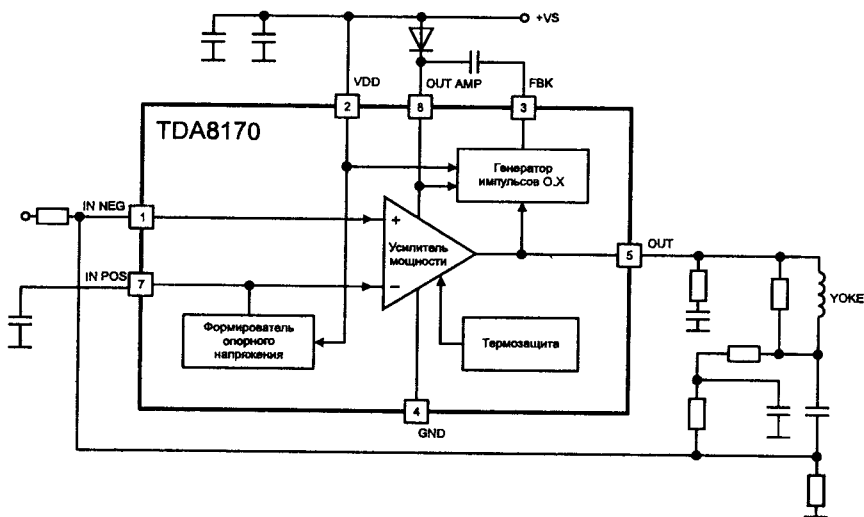 +VS
VDD
OUT AMP
FBK
2
8
3
TDA8170
Генератор
импульсов О.Х
IN NEG
1
+
Усилитель
мощности
OUT
5
IN POS
7
−
YOKE
Формирователь
опорного
напряжения
Термозащита
4
GND